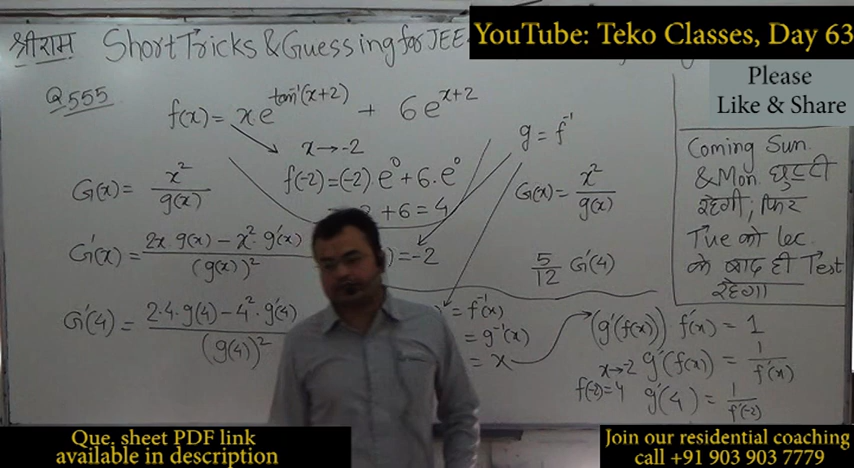 श्रीराम Short Tricks & Guessing for JEE
YouTube: Teko Classes, Day 63
Please
Like & Share
Q.555
f(x) = x.e^{tan⁻¹(x+2)} + 6e^{x+2}
x→-2
g = f⁻¹
f(-2) = (-2).e⁰ + 6.e⁰
+ 6 = 4
) = -2
G(x) = x²/g(x)
G'(x) = (2x.g(x) - x².g'(x))/(g(x))²
G'(4) = (2.4.g(4) - 4².g'(4))/(g(4))²
G(x) = x²/g(x)
5/12 G'(4)
= f⁻¹(x)
= g⁻¹(x)
= x
(g'(f(x)).f'(x) = 1
x→-2 g'(f(x)) = 1/f'(x)
f(-2)=4 g'(4) = 1/f'(-2)
Coming Sun.
& Mon. छुट्टी
रहेगी; फिर
Tue को lec.
के बाद ही Test
रहेगा।
Que. sheet PDF link
available in description
Join our residential coaching
call +91 903 903 7779